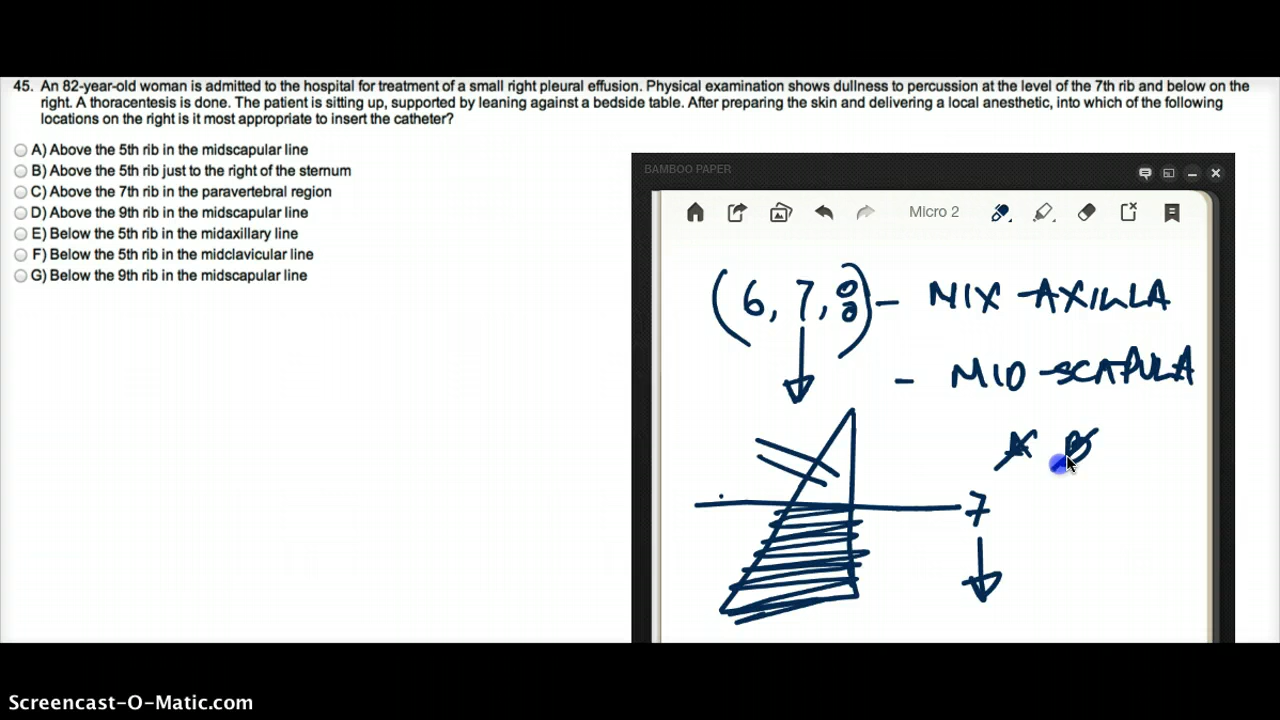 45. An 82-year-old woman is admitted to the hospital for treatment of a small right pleural effusion. Physical examination shows dullness to percussion at the level of the 7th rib and below on the
right. A thoracentesis is done. The patient is sitting up, supported by leaning against a bedside table. After preparing the skin and delivering a local anesthetic, into which of the following
locations on the right is it most appropriate to insert the catheter?
A) Above the 5th rib in the midscapular line
B) Above the 5th rib just to the right of the sternum
C) Above the 7th rib in the paravertebral region
D) Above the 9th rib in the midscapular line
E) Below the 5th rib in the midaxillary line
F) Below the 5th rib in the midclavicular line
G) Below the 9th rib in the midscapular line
BAMBOO PAPER
Micro 2
(6, 7, 8) - MIX -AXILLA
- MID -SCAPULA
A B
7
Screencast-O-Matic.com